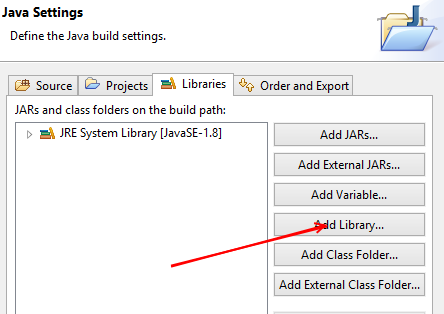 Java Settings
Define the Java build settings.
Source Projects Libraries Order and Export
JARs and class folders on the build path:
JRE System Library [JavaSE-1.8]
Add JARs...
Add External JARs...
Add Variable...
Add Library...
Add Class Folder...
Add External Class Folder...